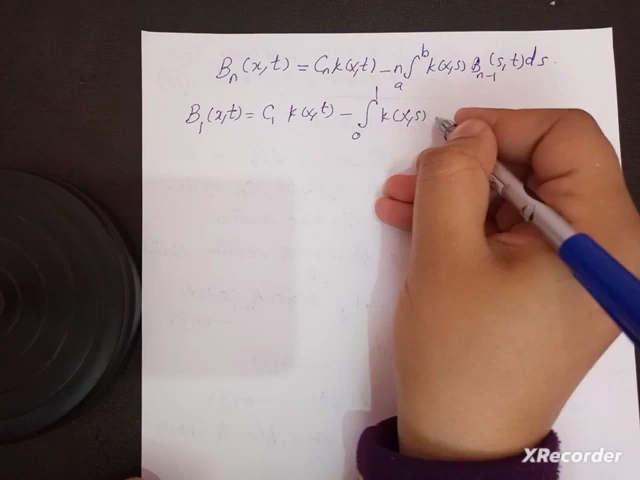 Bₙ(x,t) = Cₙ k(x,t) − n ∫ₐᵇ k(x,s) Bₙ₋₁(s,t) ds.
B₁(x,t) = C₁ k(x,t) − ∫₀¹ k(x,s)
XRecorder